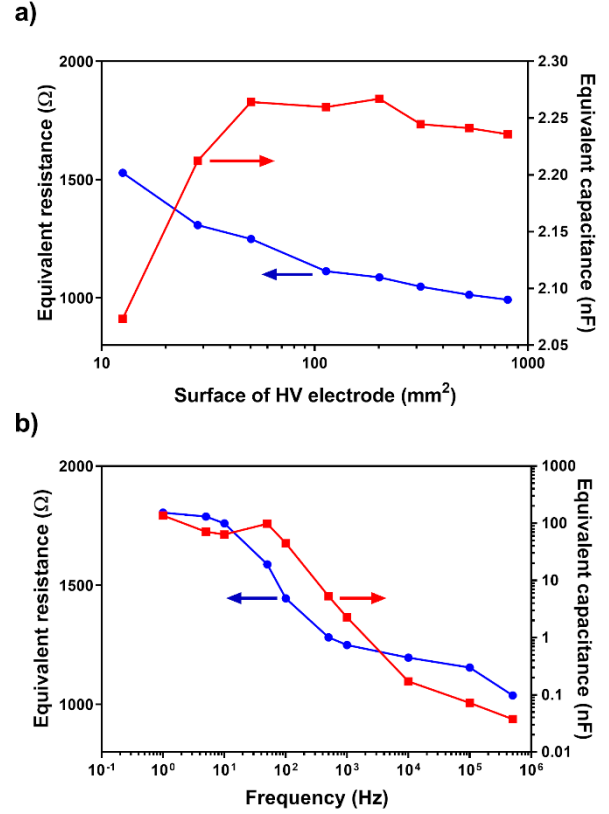 a)
2000
1500
1000
Equivalent resistance (Ω)
2.30
2.25
2.20
2.15
2.10
2.05
Equivalent capacitance (nF)
10
100
1000
Surface of HV electrode (mm²)
b)
2000
1500
1000
Equivalent resistance (Ω)
1000
100
10
1
0.1
0.01
Equivalent capacitance (nF)
10⁻¹ 10⁰ 10¹ 10² 10³ 10⁴ 10⁵ 10⁶
Frequency (Hz)